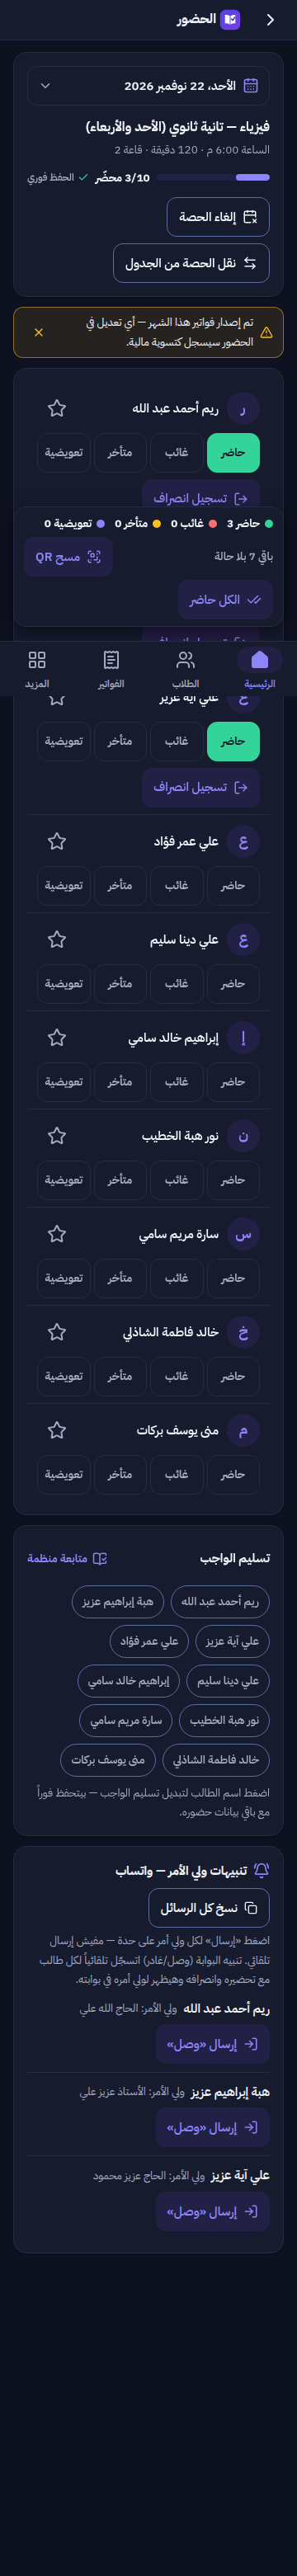 الحضور
الأحد، 22 نوفمبر 2026
فيزياء — تانية ثانوي (الأحد والأربعاء)
الساعة 6:00 م · 120 دقيقة · قاعة 2
3/10 محضّر
الحفظ فوري
إلغاء الحصة
نقل الحصة من الجدول
تم إصدار فواتير هذا الشهر — أي تعديل في
الحضور سيسجل كتسوية مالية.
ر
ريم أحمد عبد الله
حاضر
غائب
متأخر
تعويضية
تسجيل انصراف
حاضر 3
غائب 0
متأخر 0
تعويضية 0
باقي 7 بلا حالة
مسح QR
الكل حاضر
الرئيسية
الطلاب
الفواتير
المزيد
علي آية عزيز
حاضر
غائب
متأخر
تعويضية
تسجيل انصراف
ع
علي عمر فؤاد
حاضر
غائب
متأخر
تعويضية
ع
علي دينا سليم
حاضر
غائب
متأخر
تعويضية
إ
إبراهيم خالد سامي
حاضر
غائب
متأخر
تعويضية
ن
نور هبة الخطيب
حاضر
غائب
متأخر
تعويضية
س
سارة مريم سامي
حاضر
غائب
متأخر
تعويضية
خ
خالد فاطمة الشاذلي
حاضر
غائب
متأخر
تعويضية
م
منى يوسف بركات
حاضر
غائب
متأخر
تعويضية
تسليم الواجب
متابعة منظمة
ريم أحمد عبد الله
هبة إبراهيم عزيز
علي آية عزيز
علي عمر فؤاد
علي دينا سليم
إبراهيم خالد سامي
نور هبة الخطيب
سارة مريم سامي
خالد فاطمة الشاذلي
منى يوسف بركات
اضغط اسم الطالب لتبديل تسليم الواجب — بيتحفظ فوراً
مع باقي بيانات حضوره.
تنبيهات ولي الأمر — واتساب
نسخ كل الرسائل
اضغط «إرسال» لكل ولي أمر على حدة — مفيش إرسال
تلقائي. تنبيه البوابة (وصل/غادر) اتسجّل تلقائياً لكل طالب
مع تحضيره وانصرافه وهيظهر لولي أمره في بوابته.
ريم أحمد عبد الله
ولي الأمر: الحاج الله علي
إرسال «وصل»
هبة إبراهيم عزيز
ولي الأمر: الأستاذ عزيز علي
إرسال «وصل»
علي آية عزيز
ولي الأمر: الحاج عزيز محمود
إرسال «وصل»